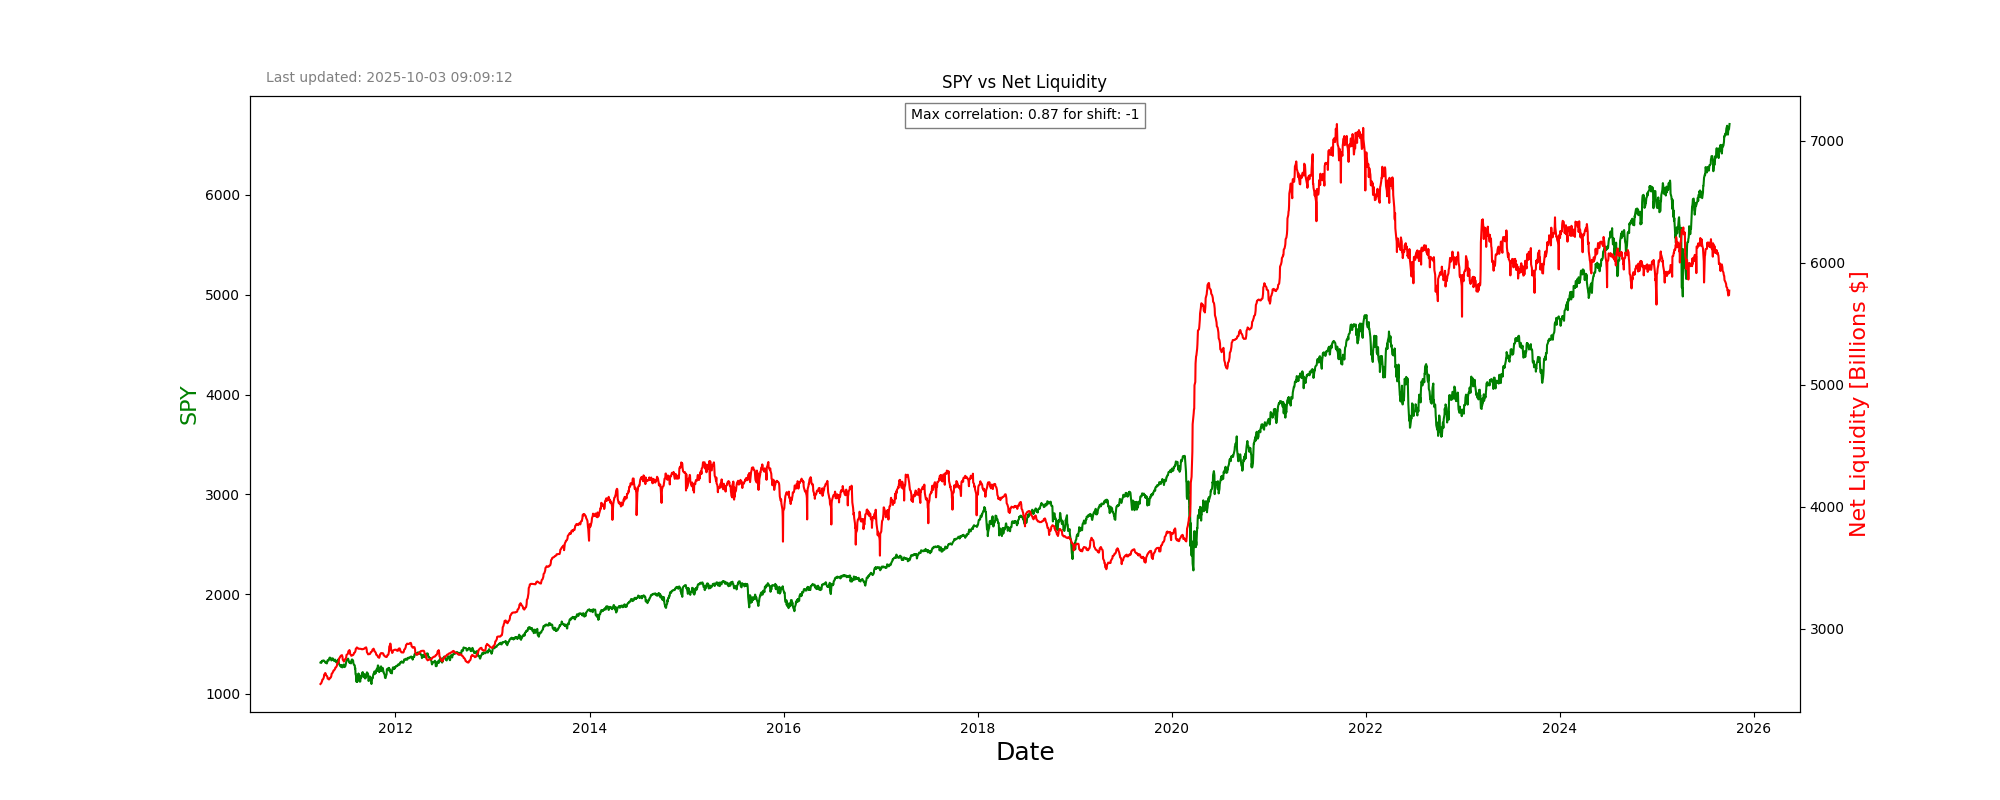 Last updated: 2025-10-03 09:09:12
SPY vs Net Liquidity
Max correlation: 0.87 for shift: -1
SPY
6000
5000
4000
3000
2000
1000
7000
6000
5000
4000
3000
Net Liquidity [Billions $]
2012 2014 2016 2018 2020 2022 2024 2026
Date